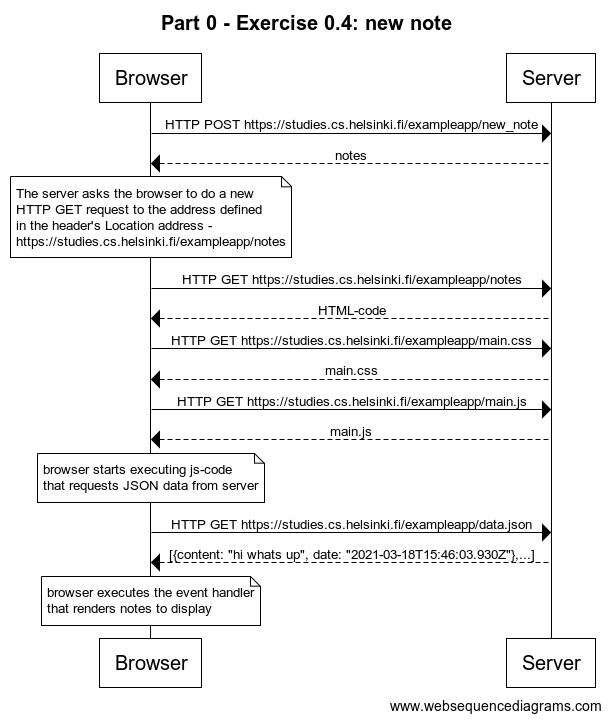 Part 0 - Exercise 0.4: new note
Browser
Server
HTTP POST https://studies.cs.helsinki.fi/exampleapp/new_note
notes
The server asks the browser to do a new
HTTP GET request to the address defined
in the header's Location address -
https://studies.cs.helsinki.fi/exampleapp/notes
HTTP GET https://studies.cs.helsinki.fi/exampleapp/notes
HTML-code
HTTP GET https://studies.cs.helsinki.fi/exampleapp/main.css
main.css
HTTP GET https://studies.cs.helsinki.fi/exampleapp/main.js
main.js
browser starts executing js-code
that requests JSON data from server
HTTP GET https://studies.cs.helsinki.fi/exampleapp/data.json
[{content: "hi whats up", date: "2021-03-18T15:46:03.930Z"},...]
browser executes the event handler
that renders notes to display
Browser
Server
www.websequencediagrams.com